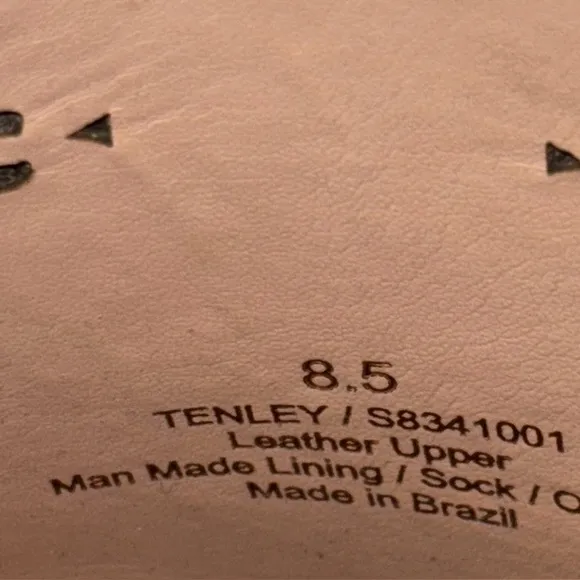 8.5
TENLEY / S8341001
Leather Upper
Man Made Lining / Sock / O
Made in Brazil